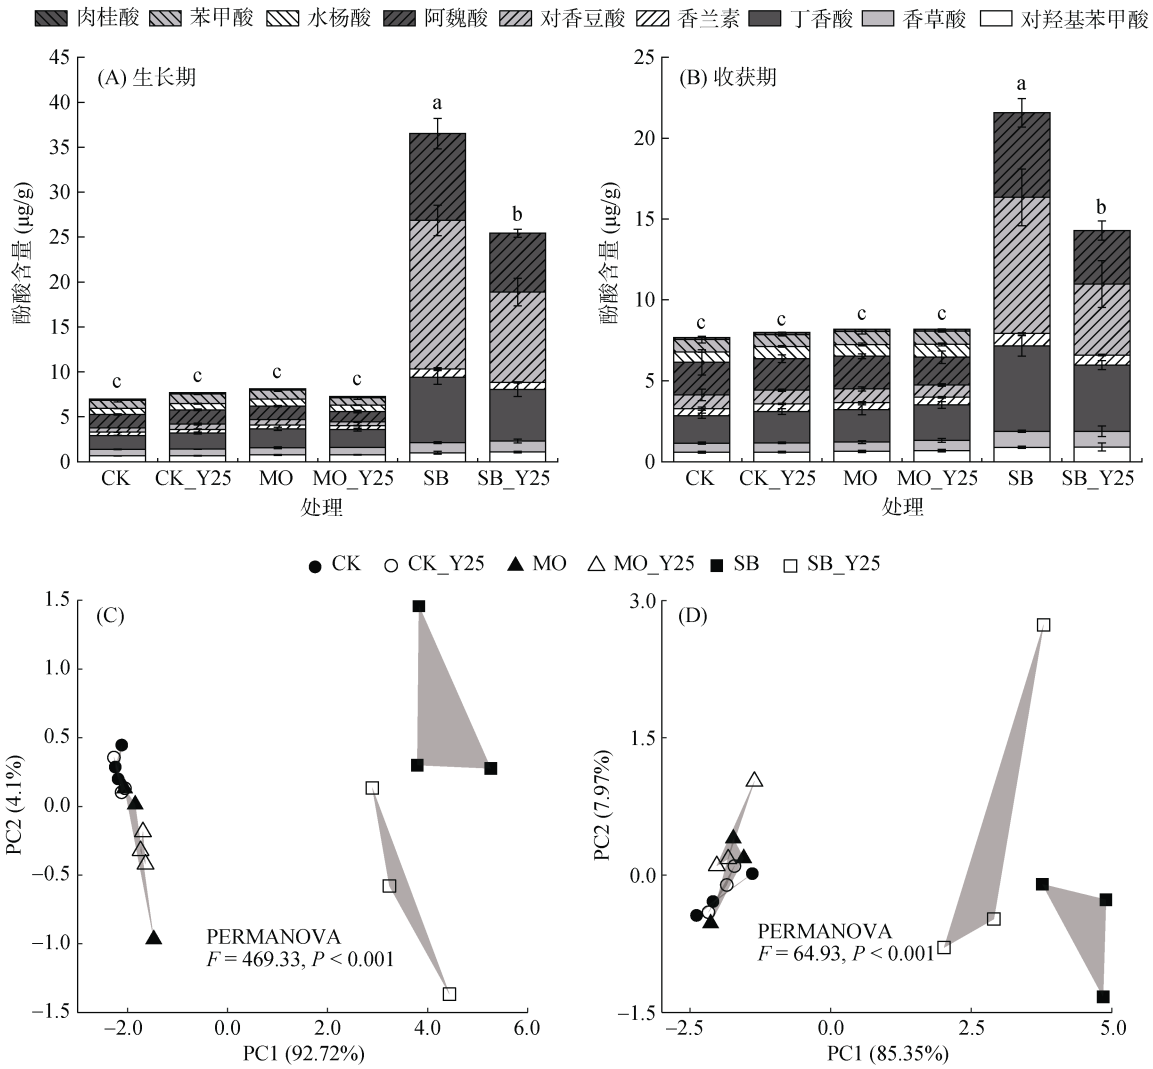 肉桂酸 苯甲酸 水杨酸 阿魏酸 对香豆酸 香兰素 丁香酸 香草酸 对羟基苯甲酸
(A) 生长期
酚酸含量 (μg/g)
45
40
35
30
25
20
15
10
5
0
c c c c a b
CK CK_Y25 MO MO_Y25 SB SB_Y25
处理
(B) 收获期
酚酸含量 (μg/g)
25
20
15
10
5
0
c c c c a b
CK CK_Y25 MO MO_Y25 SB SB_Y25
处理
CK CK_Y25 MO MO_Y25 SB SB_Y25
(C)
PC2 (4.1%)
1.5
1.0
0.5
0.0
−0.5
−1.0
−1.5
PERMANOVA
F = 469.33, P < 0.001
−2.0 0.0 2.0 4.0 6.0
PC1 (92.72%)
(D)
PC2 (7.97%)
3.0
1.5
0.0
−1.5
PERMANOVA
F = 64.93, P < 0.001
−2.5 0.0 2.5 5.0
PC1 (85.35%)